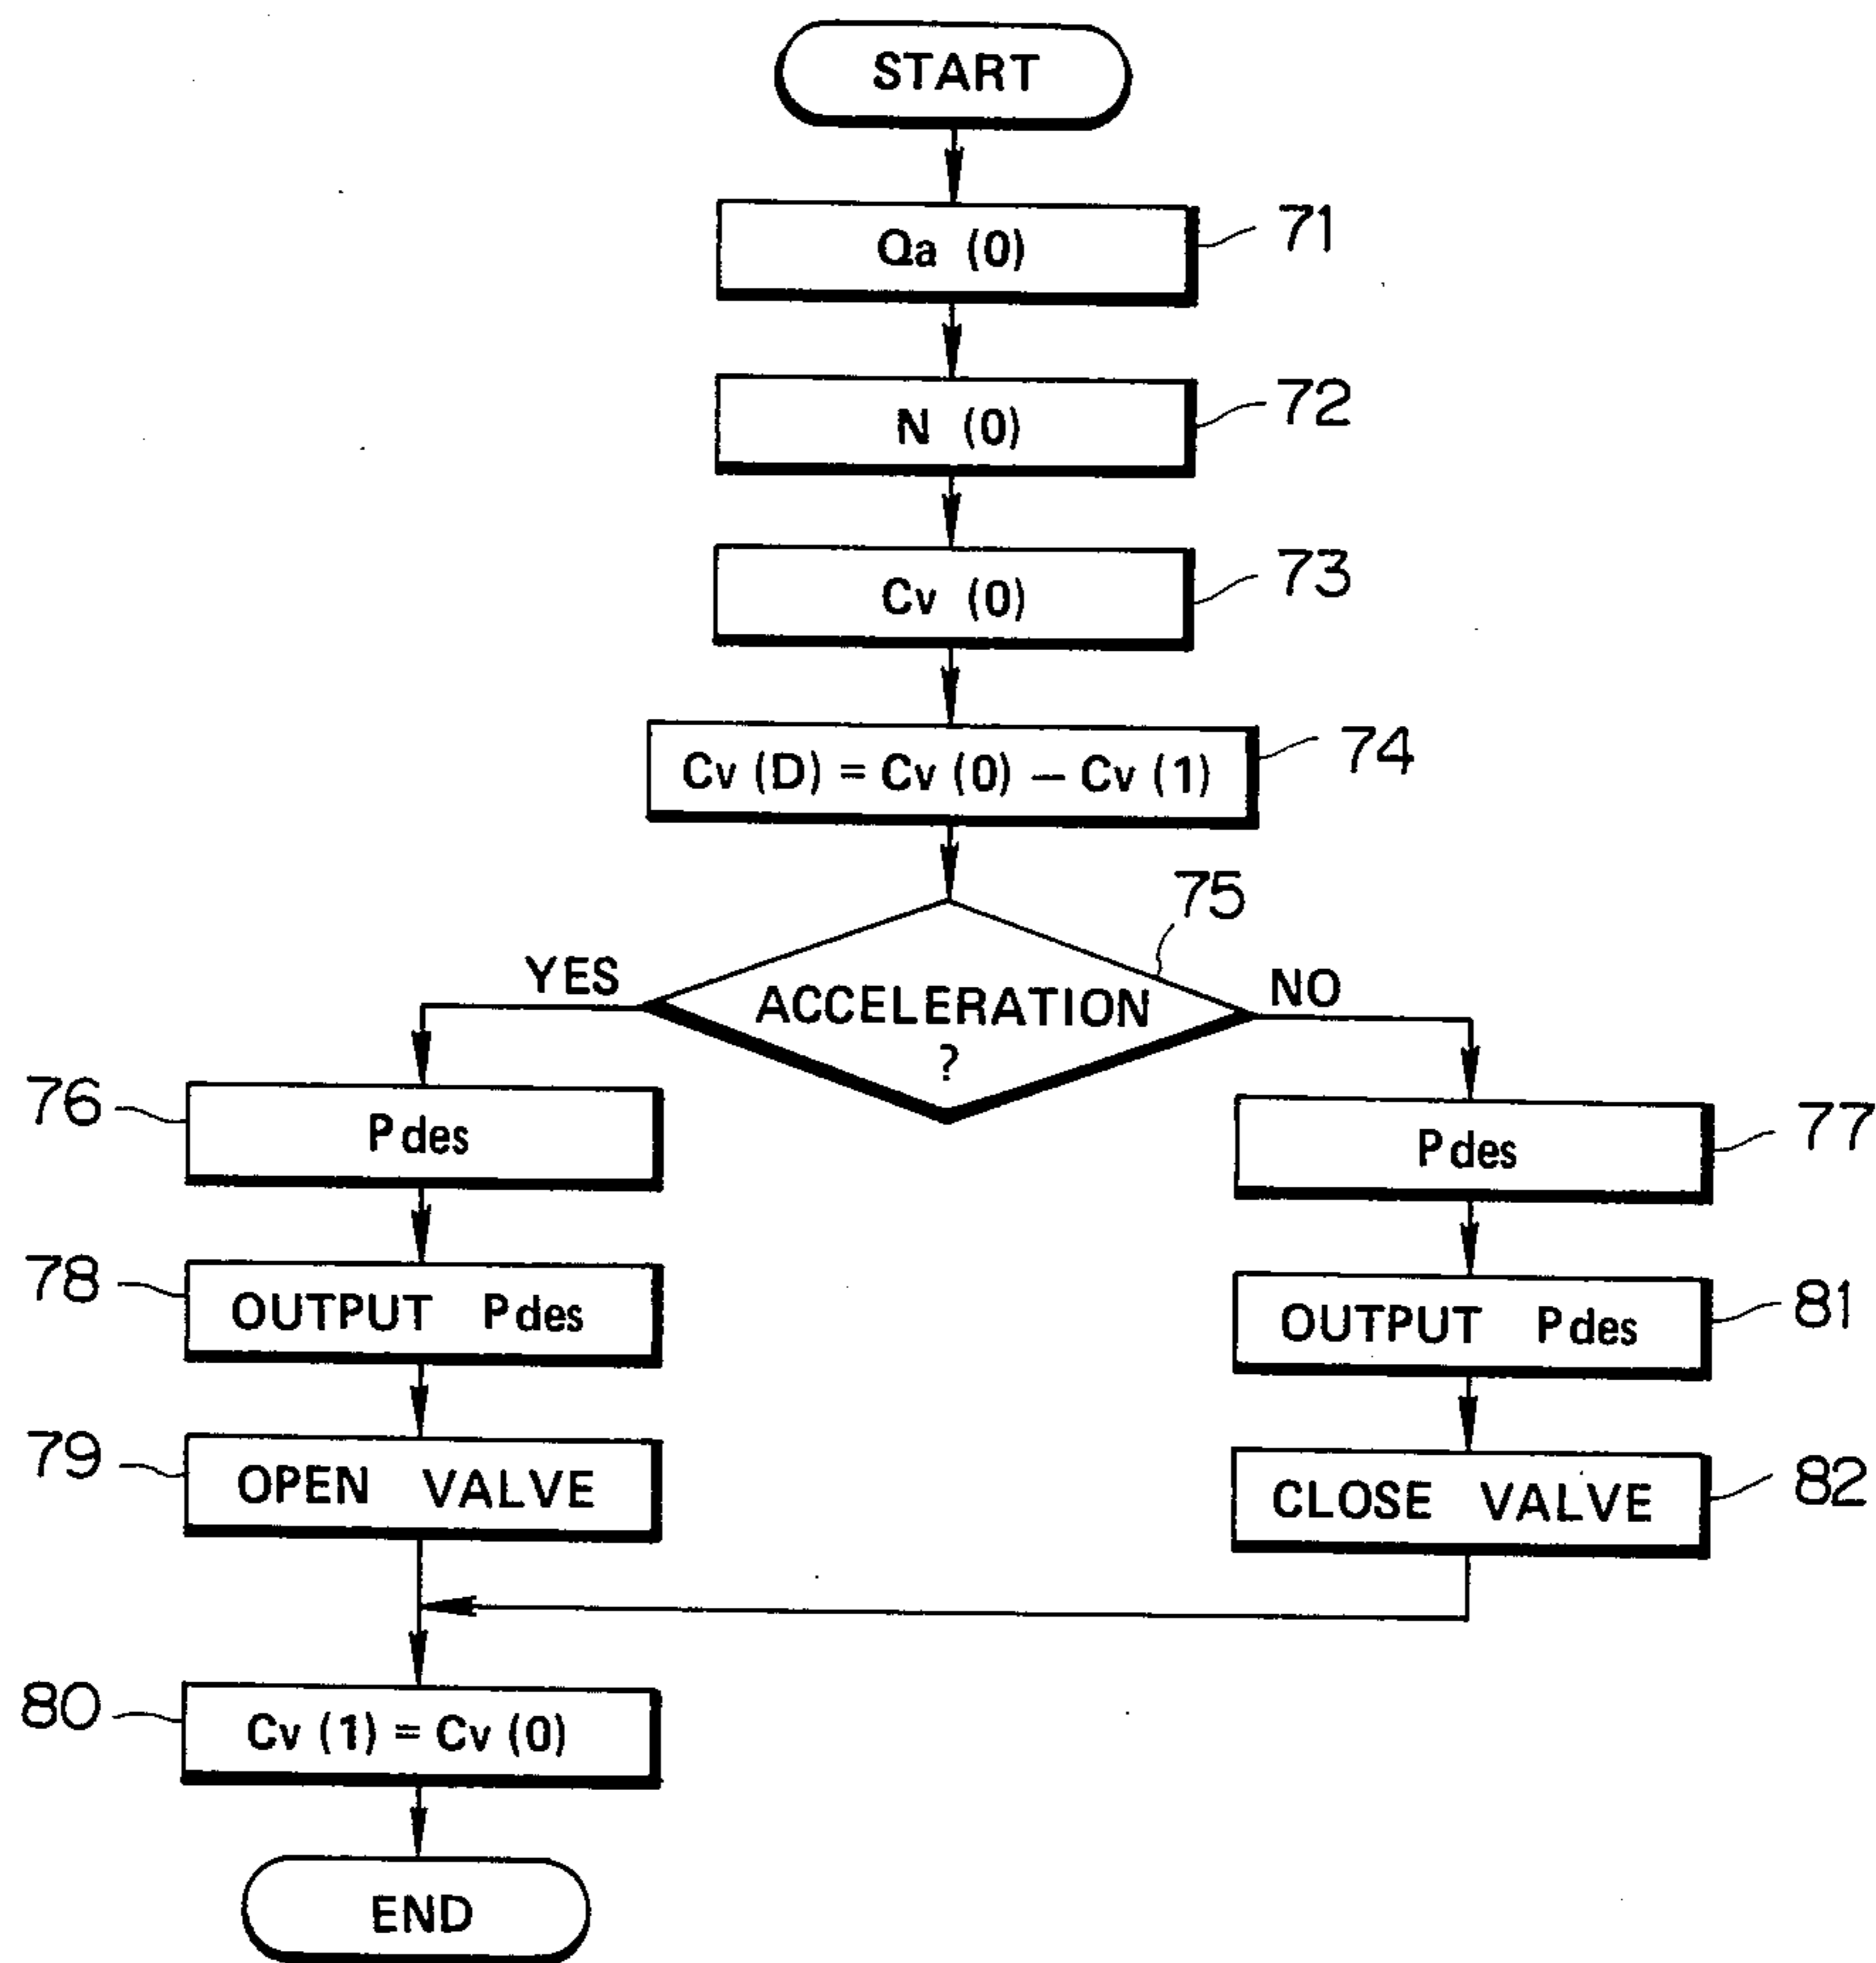 START
Qa (0)
71
N (0)
72
Cv (0)
73
Cv (D) = Cv (0) – Cv (1)
74
75
YES
ACCELERATION
?
NO
76
Pdes
Pdes
77
78
OUTPUT Pdes
OUTPUT Pdes
81
79
OPEN VALVE
CLOSE VALVE
82
80
Cv (1) = Cv (0)
END